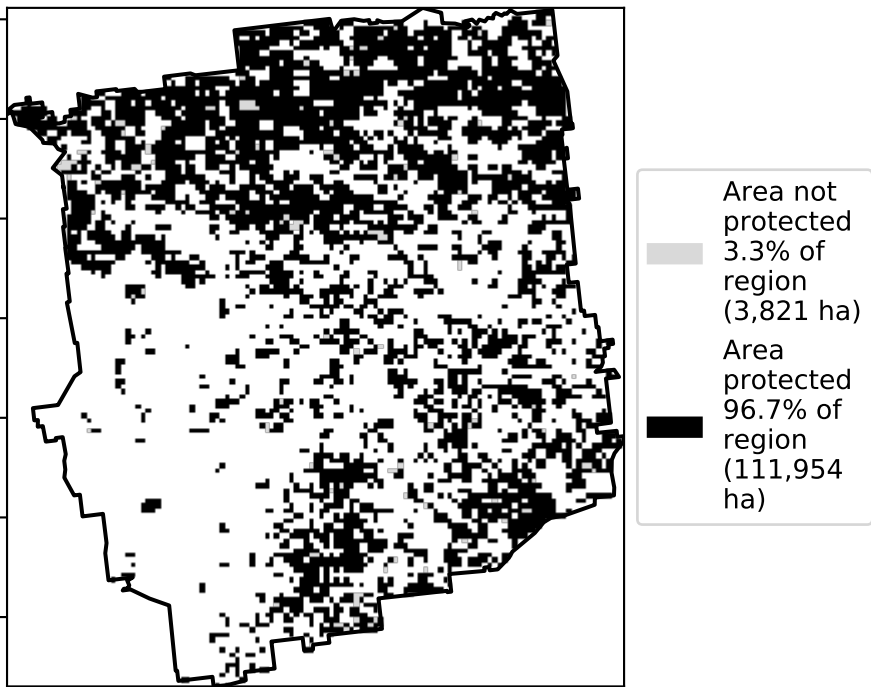 Area not
protected
3.3% of
region
(3,821 ha)
Area
protected
96.7% of
region
(111,954
ha)